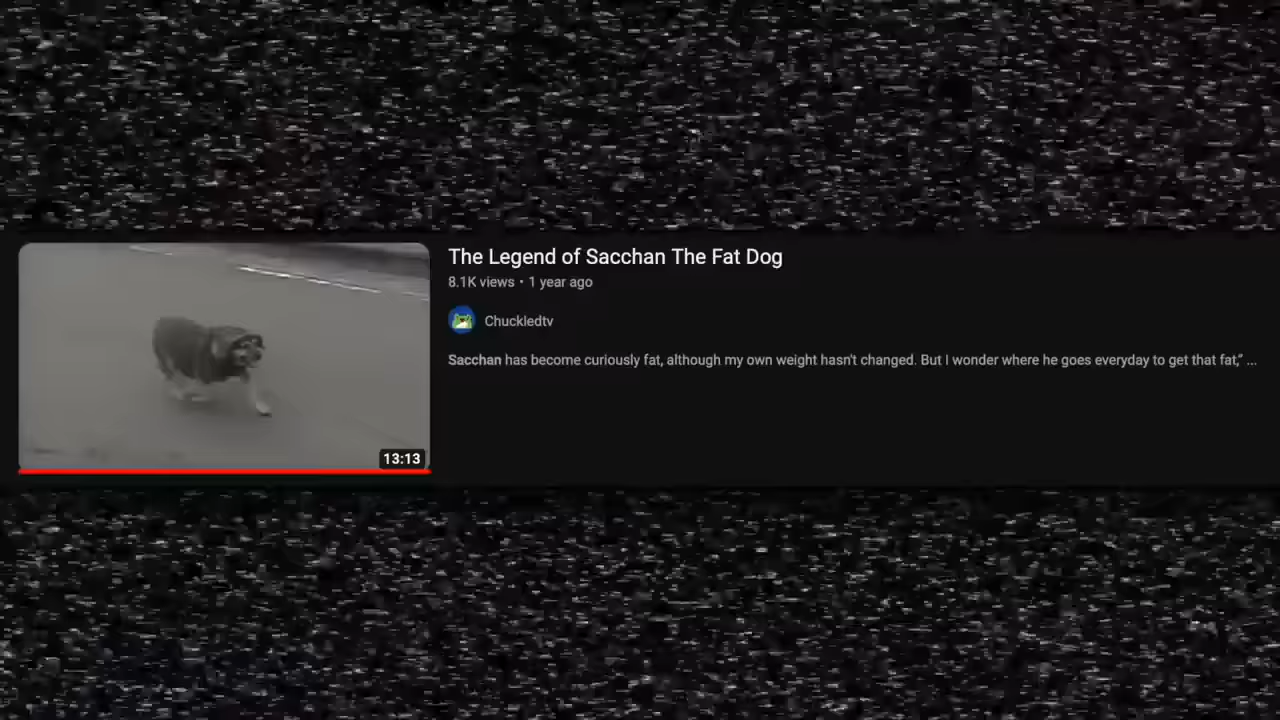 The Legend of Sacchan The Fat Dog
8.1K views • 1 year ago
Chuckledtv
Sacchan has become curiously fat, although my own weight hasn't changed. But I wonder where he goes everyday to get that fat,” ...
13:13